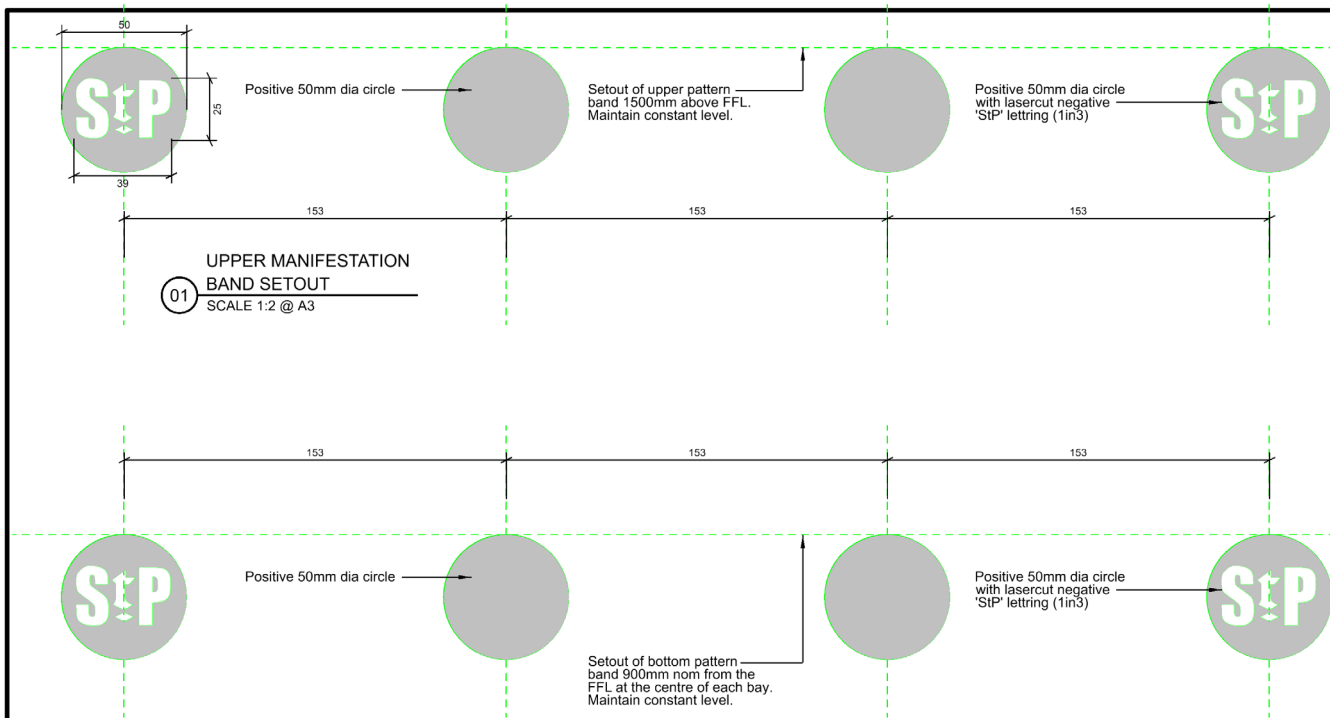 50
StP
25
39
Positive 50mm dia circle
Setout of upper pattern
band 1500mm above FFL.
Maintain constant level.
Positive 50mm dia circle
with lasercut negative
'StP' lettring (1in3)
StP
153
153
153
UPPER MANIFESTATION
01
BAND SETOUT
SCALE 1:2 @ A3
153
153
153
StP
Positive 50mm dia circle
Setout of bottom pattern
band 900mm nom from the
FFL at the centre of each bay.
Maintain constant level.
Positive 50mm dia circle
with lasercut negative
'StP' lettring (1in3)
StP